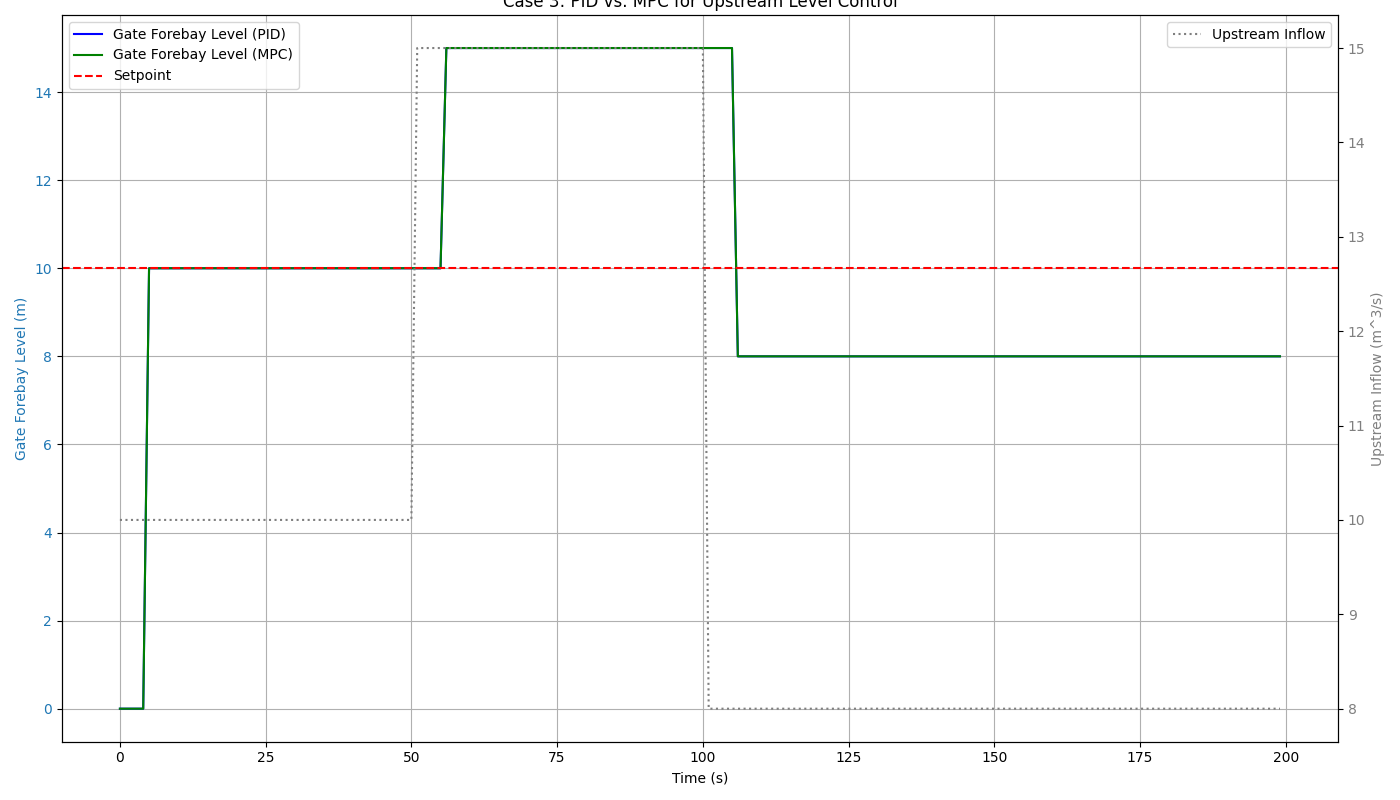 Case 3: PID vs. MPC for Upstream Level Control
Gate Forebay Level (PID)
Gate Forebay Level (MPC)
Setpoint
Upstream Inflow
Gate Forebay Level (m)
14
12
10
8
6
4
2
0
15
14
13
12
11
10
9
8
Upstream Inflow (m^3/s)
0 25 50 75 100 125 150 175 200
Time (s)